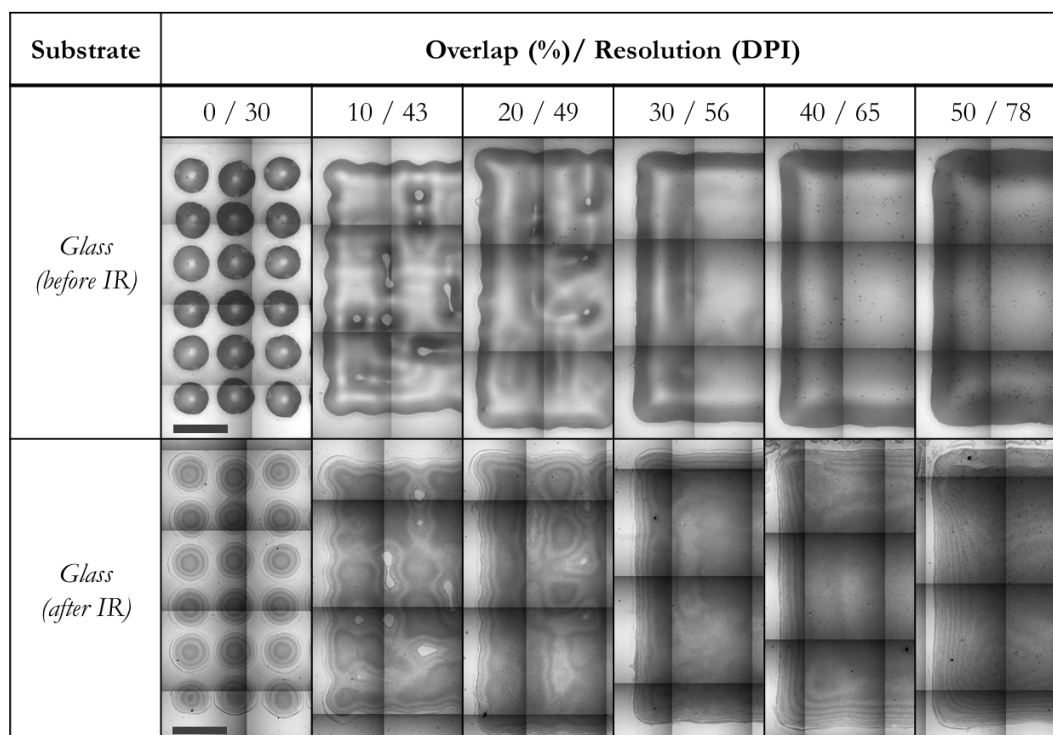 Substrate
Overlap (%)/ Resolution (DPI)
0 / 30
10 / 43
20 / 49
30 / 56
40 / 65
50 / 78
Glass
(before IR)
Glass
(after IR)